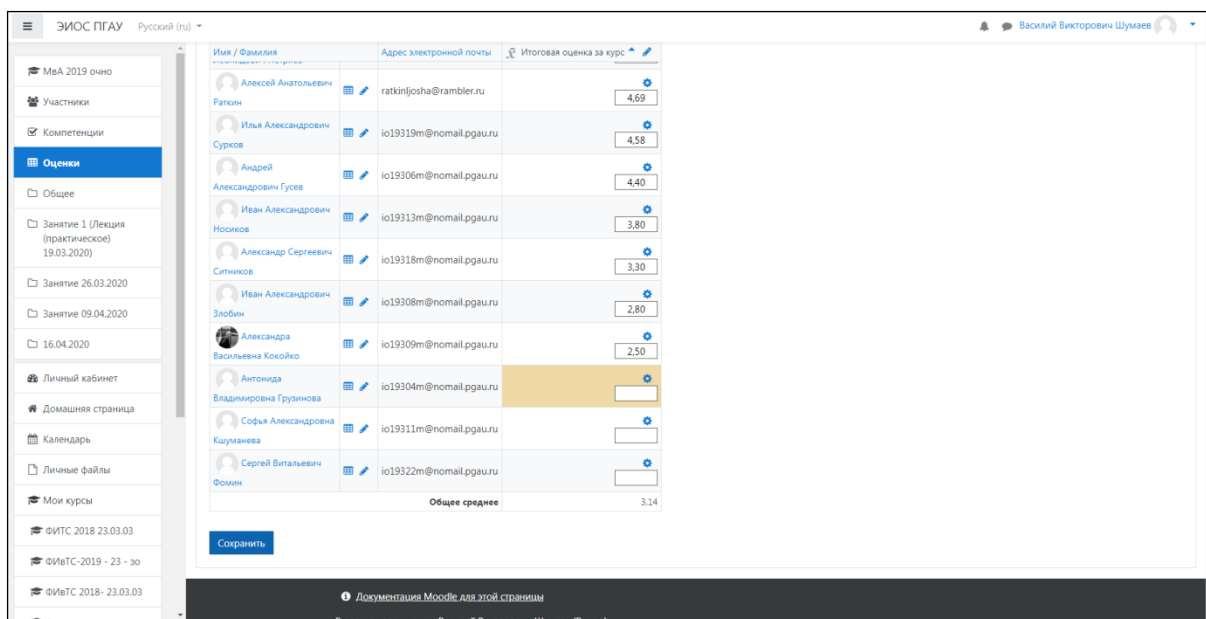 ЭИОС ПГАУ Русский (ru)
Василий Викторович Шумаев
МвА 2019 очно
Участники
Компетенции
Оценки
Общее
Занятие 1 (Лекция
(практическое)
19.03.2020)
Занятие 26.03.2020
Занятие 09.04.2020
16.04.2020
Личный кабинет
Домашняя страница
Календарь
Личные файлы
Мои курсы
ФИТС 2018 23.03.03
ФИвТС-2019 - 23 - зо
ФИвТС 2018- 23.03.03
Имя / Фамилия Адрес электронной почты Итоговая оценка за курс
Алексей Анатольевич
Раткин
ratkinljosha@rambler.ru
4,69
Илья Александрович
Сурков
io19319m@nomail.pgau.ru
4,58
Андрей
Александрович Гусев
io19306m@nomail.pgau.ru
4,40
Иван Александрович
Носиков
io19313m@nomail.pgau.ru
3,80
Александр Сергеевич
Ситников
io19318m@nomail.pgau.ru
3,30
Иван Александрович
Злобин
io19308m@nomail.pgau.ru
2,80
Александра
Васильевна Кокойко
io19309m@nomail.pgau.ru
2,50
Антонида
Владимировна Грузинова
io19304m@nomail.pgau.ru
Софья Александровна
Кшуманева
io19311m@nomail.pgau.ru
Сергей Витальевич
Фомин
io19322m@nomail.pgau.ru
Общее среднее 3,14
Сохранить
Документация Moodle для этой страницы